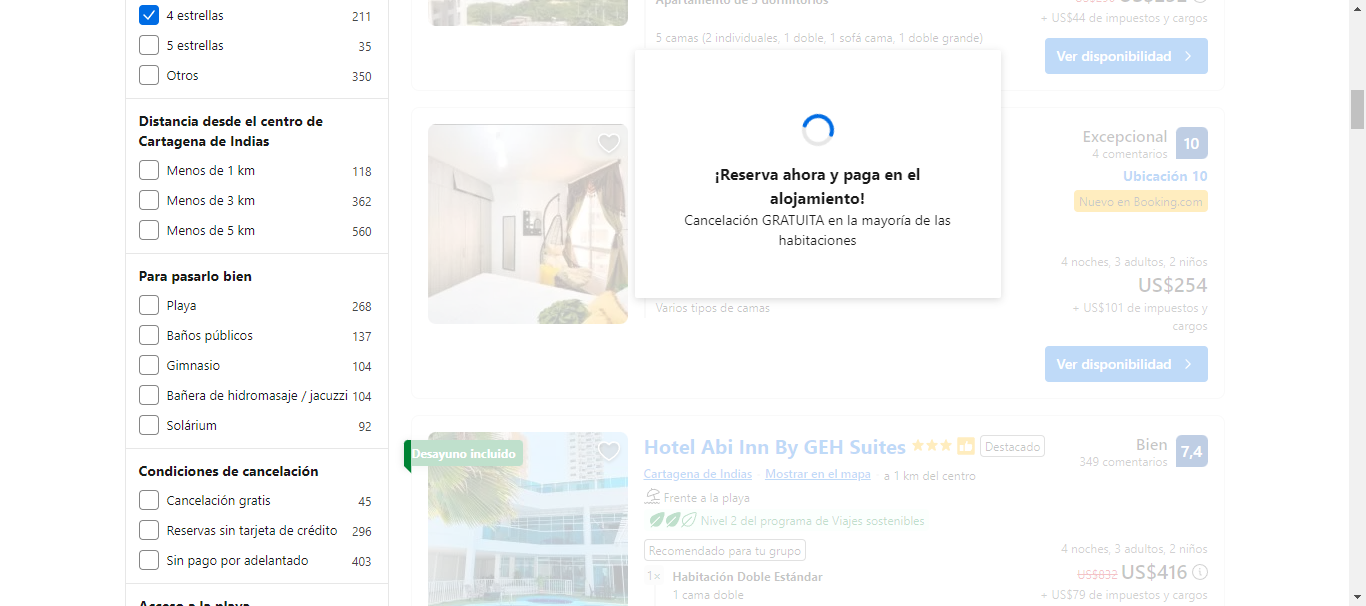 4 estrellas 211
5 estrellas 35
Otros 350
Distancia desde el centro de
Cartagena de Indias
Menos de 1 km 118
Menos de 3 km 362
Menos de 5 km 560
Para pasarlo bien
Playa 268
Baños públicos 137
Gimnasio 104
Bañera de hidromasaje / jacuzzi 104
Solárium 92
Condiciones de cancelación
Cancelación gratis 45
Reservas sin tarjeta de crédito 296
Sin pago por adelantado 403
Acceso a la playa
Apartamento de 3 dormitorios
+ US$44 de impuestos y cargos
5 camas (2 individuales, 1 doble, 1 sofá cama, 1 doble grande)
Ver disponibilidad
¡Reserva ahora y paga en el
alojamiento!
Cancelación GRATUITA en la mayoría de las
habitaciones
Excepcional 10
4 comentarios
Ubicación 10
Nuevo en Booking.com
4 noches, 3 adultos, 2 niños
US$254
Varios tipos de camas
+ US$101 de impuestos y
cargos
Ver disponibilidad
Desayuno incluido
Hotel Abi Inn By GEH Suites Destacado
Cartagena de Indias Mostrar en el mapa a 1 km del centro
Frente a la playa
Nivel 2 del programa de Viajes sostenibles
Recomendado para tu grupo
1× Habitación Doble Estándar
1 cama doble
Bien 7,4
349 comentarios
4 noches, 3 adultos, 2 niños
US$832 US$416
+ US$79 de impuestos y cargos